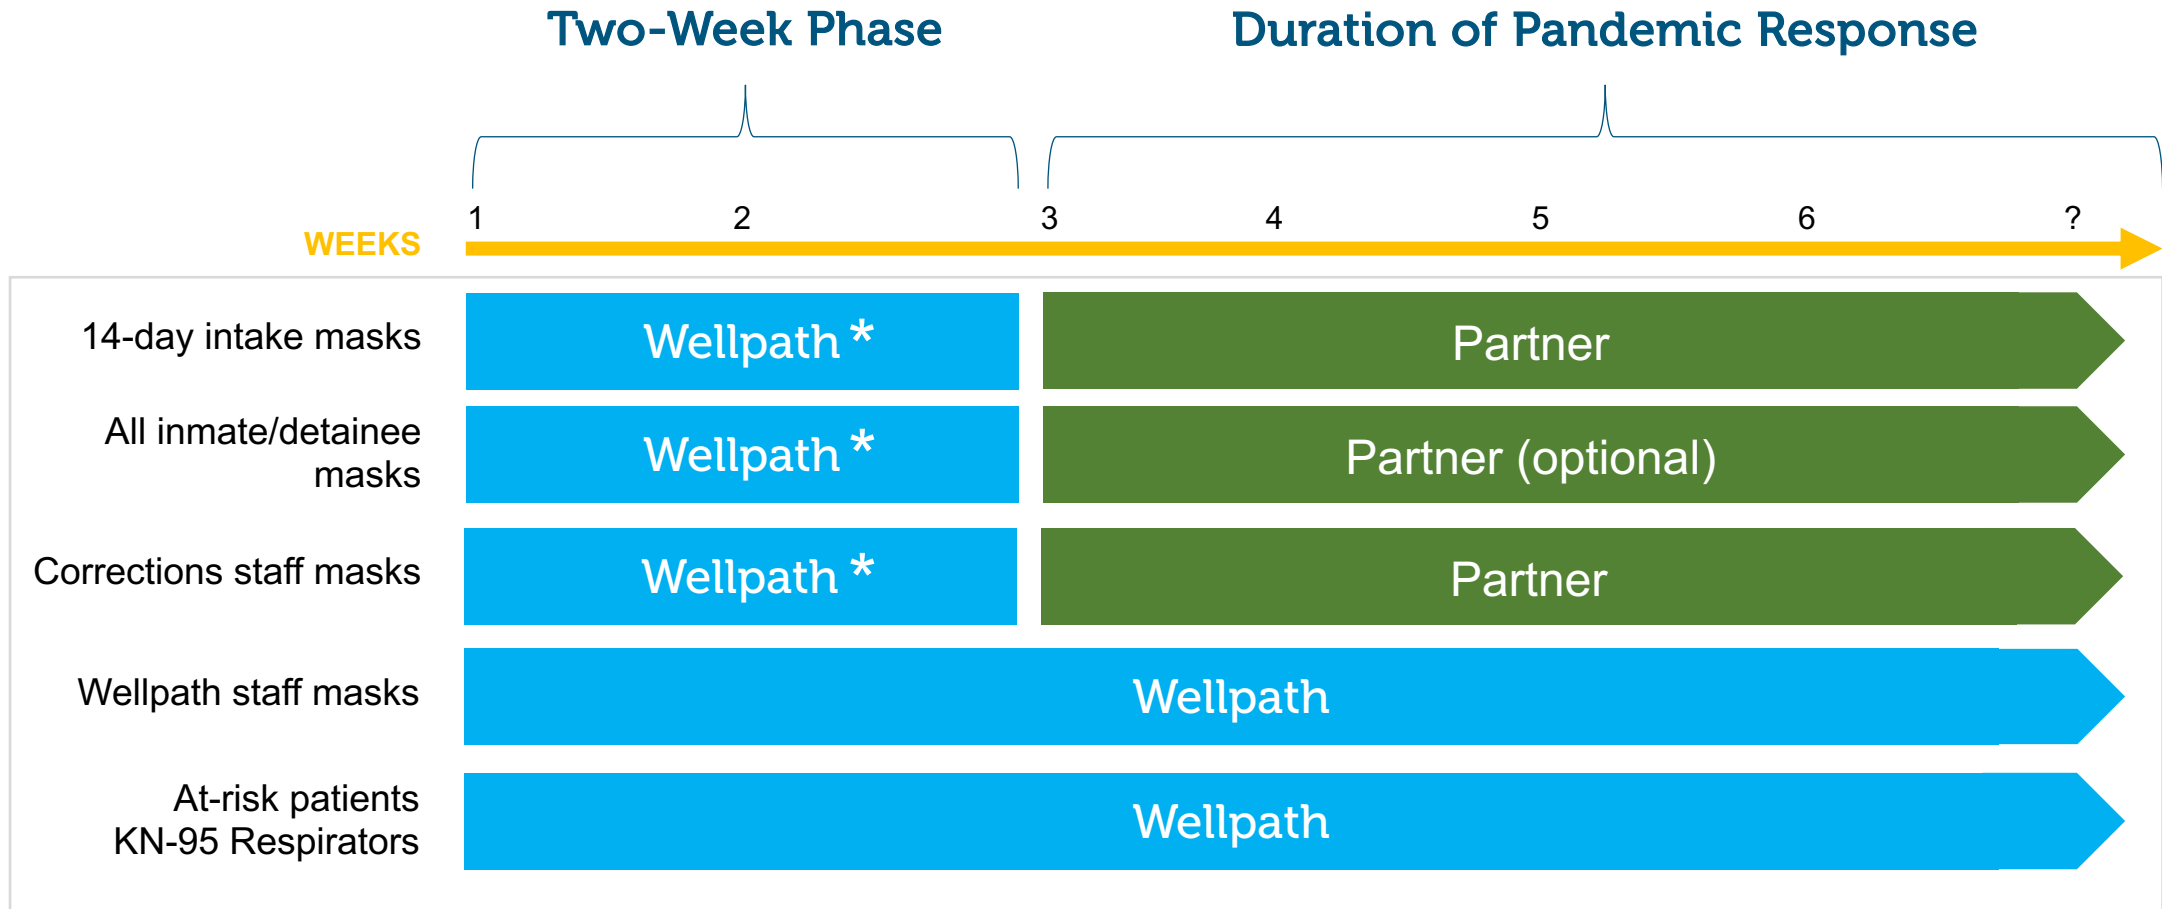 Two-Week Phase
Duration of Pandemic Response
1 2 3 4 5 6 ?
WEEKS
14-day intake masks
Wellpath *
Partner
All inmate/detainee
masks
Wellpath *
Partner (optional)
Corrections staff masks
Wellpath *
Partner
Wellpath staff masks
Wellpath
At-risk patients
KN-95 Respirators
Wellpath